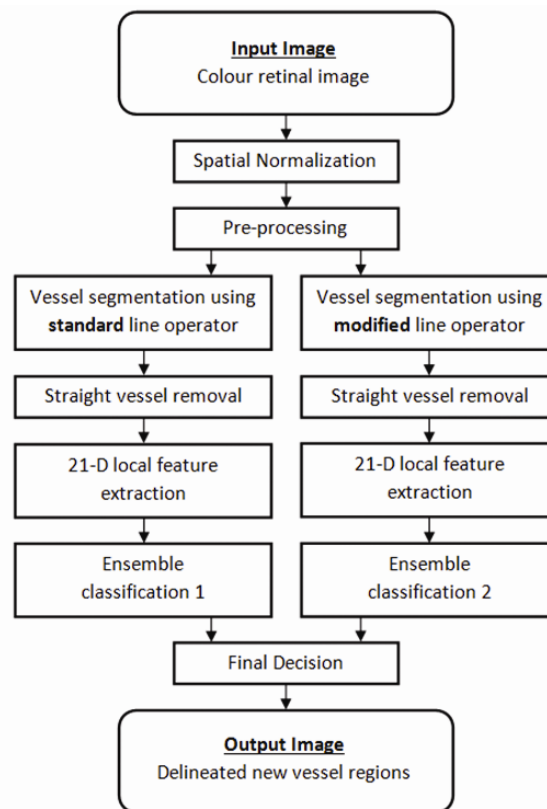 Input Image
Colour retinal image
Spatial Normalization
Pre-processing
Vessel segmentation using
standard line operator
Straight vessel removal
21-D local feature
extraction
Ensemble
classification 1
Vessel segmentation using
modified line operator
Straight vessel removal
21-D local feature
extraction
Ensemble
classification 2
Final Decision
Output Image
Delineated new vessel regions